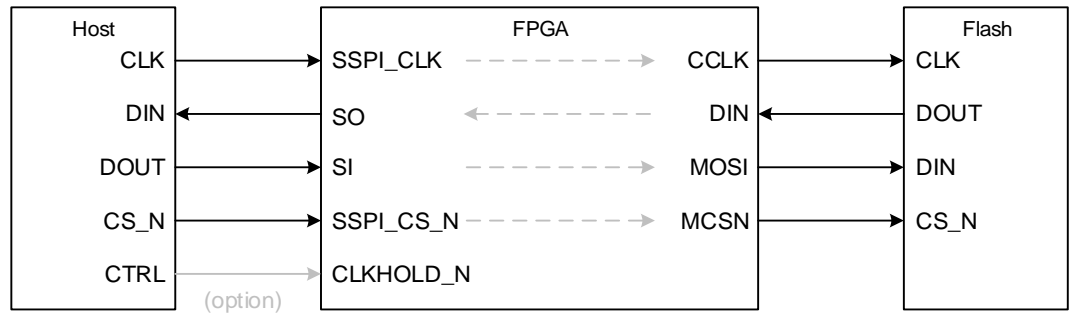 Host FPGA Flash
CLK SSPI_CLK CCLK CLK
DIN SO DIN DOUT
DOUT SI MOSI DIN
CS_N SSPI_CS_N MCSN CS_N
CTRL CLKHOLD_N
(option)